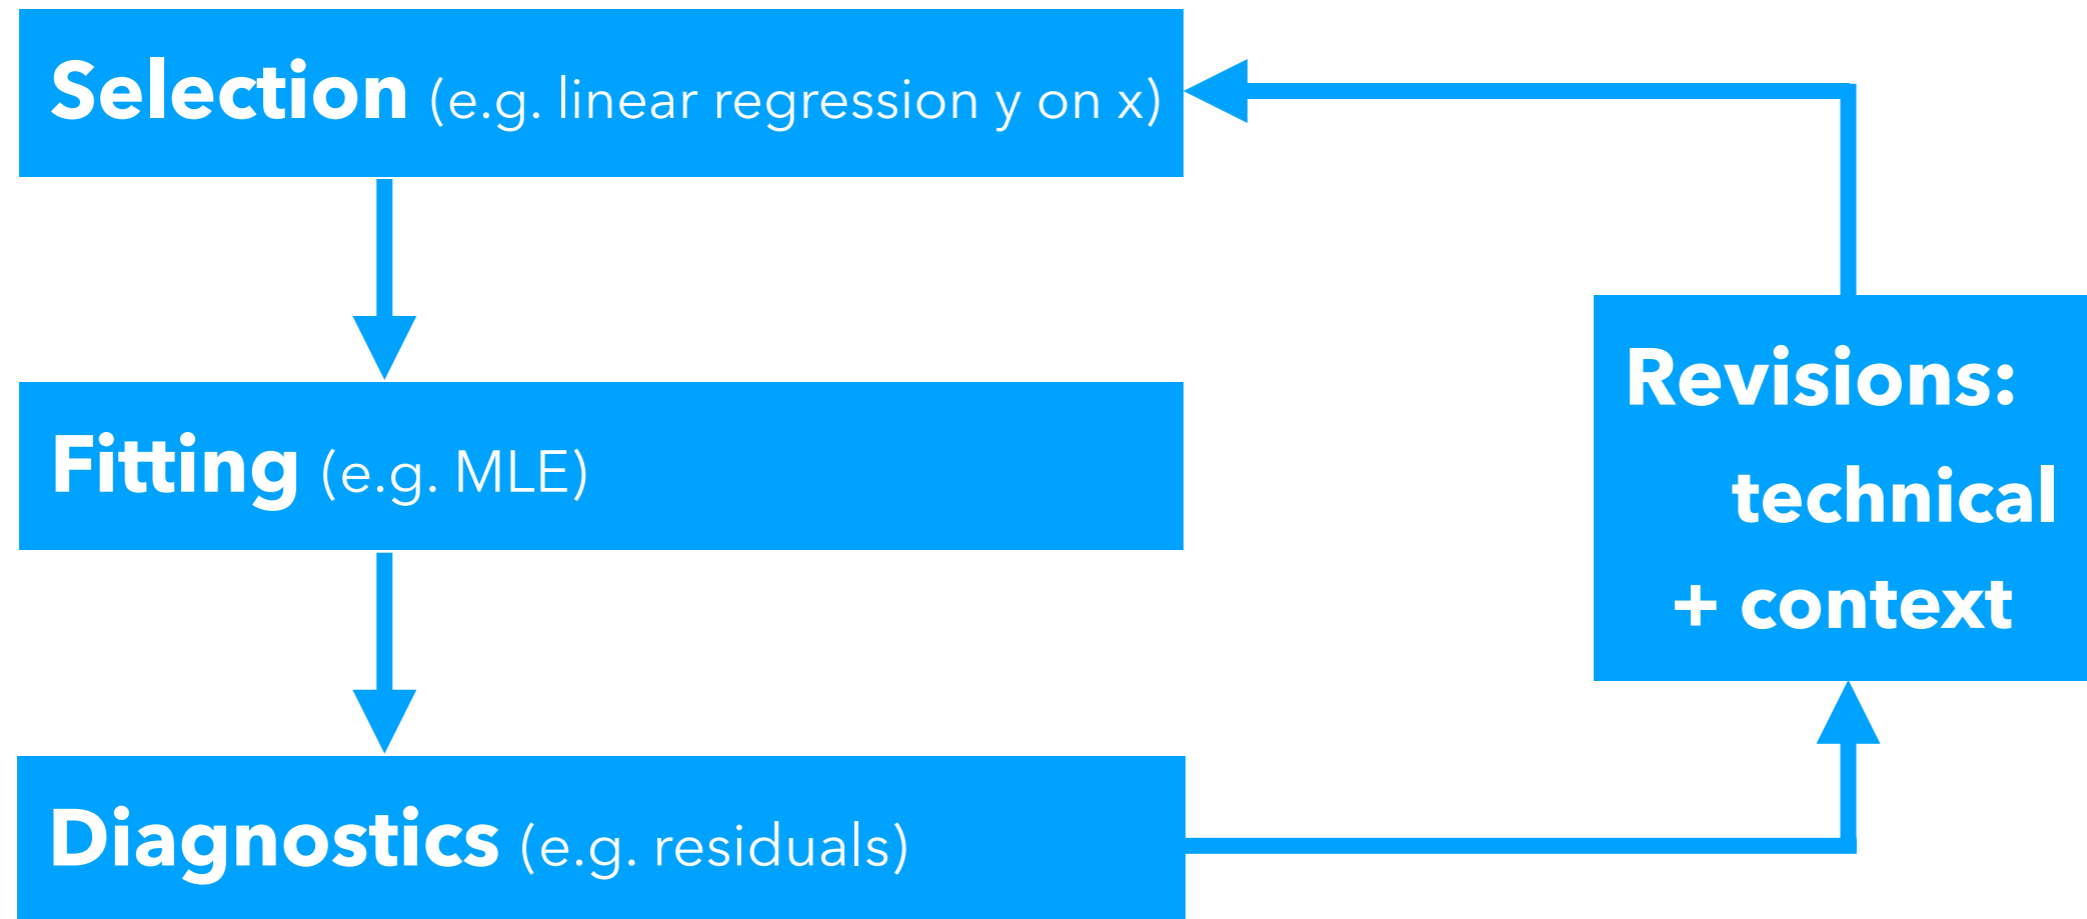 Selection (e.g. linear regression y on x)
Fitting (e.g. MLE)
Diagnostics (e.g. residuals)
Revisions:
technical
+ context